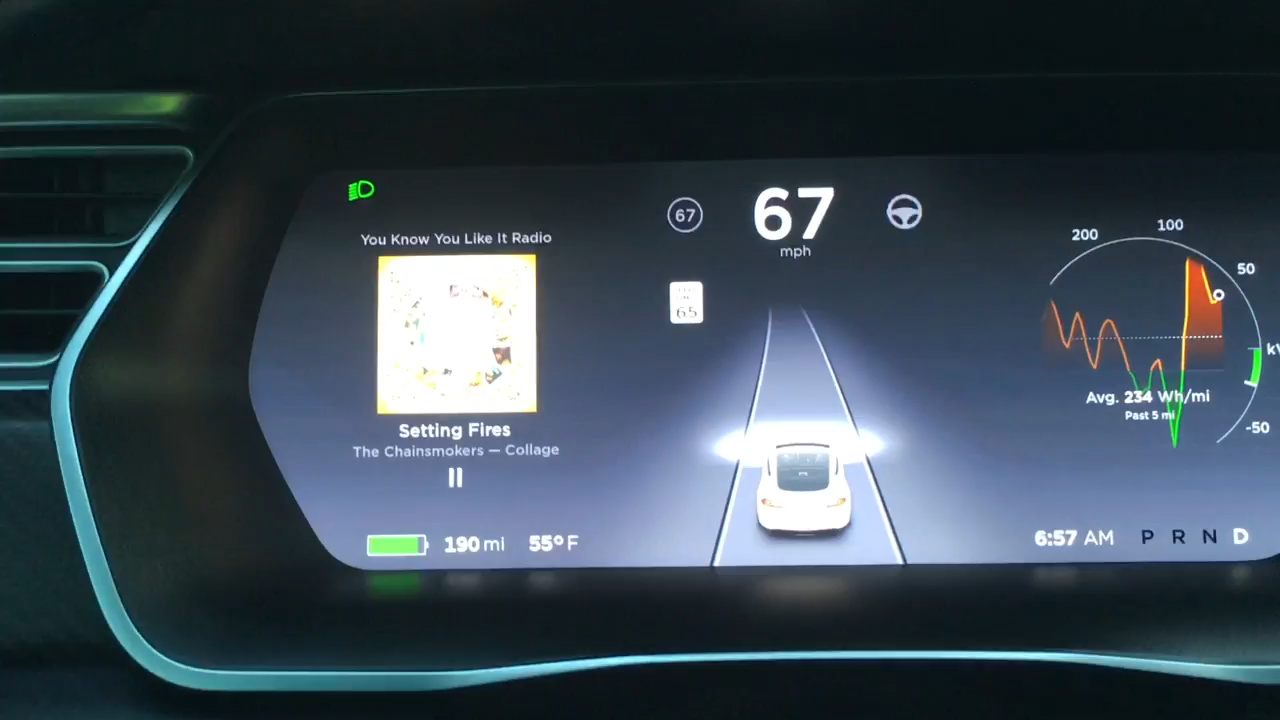 You Know You Like It Radio
Setting Fires
The Chainsmokers — Collage
190 mi
55°F
67
67
mph
65
200
100
50
-50
Avg. 234 Wh/mi
Past 5 mi
6:57 AM
P R N D